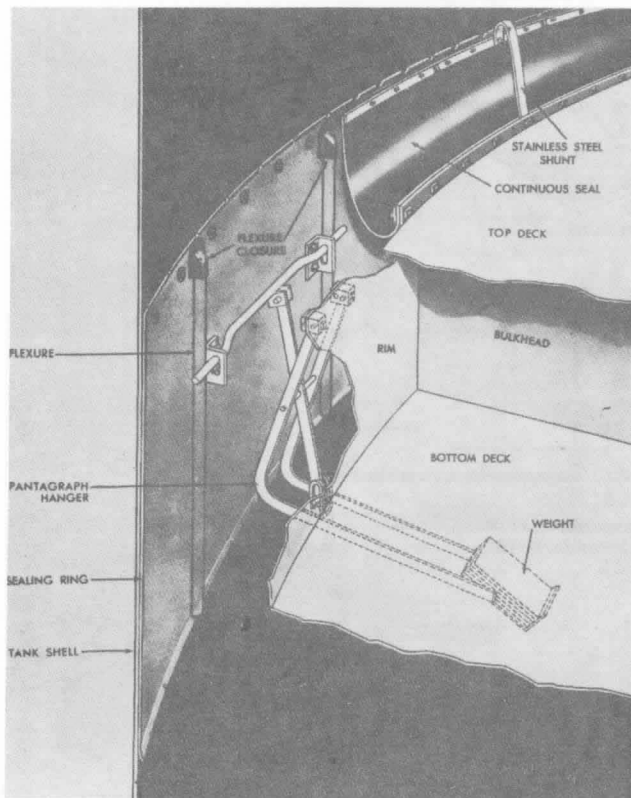 STAINLESS STEEL
SHUNT
CONTINUOUS SEAL
TOP DECK
FLEXURE
CLOSURE
BULKHEAD
RIM
FLEXURE
BOTTOM DECK
PANTAGRAPH
HANGER
WEIGHT
SEALING RING
TANK SHELL